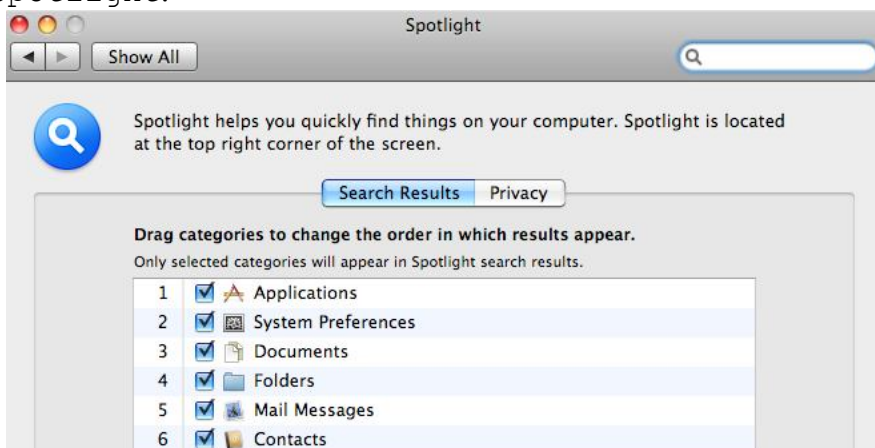 Spotlight
Show All
Spotlight helps you quickly find things on your computer. Spotlight is located
at the top right corner of the screen.
Search Results Privacy
Drag categories to change the order in which results appear.
Only selected categories will appear in Spotlight search results.
1 Applications
2 System Preferences
3 Documents
4 Folders
5 Mail Messages
6 Contacts